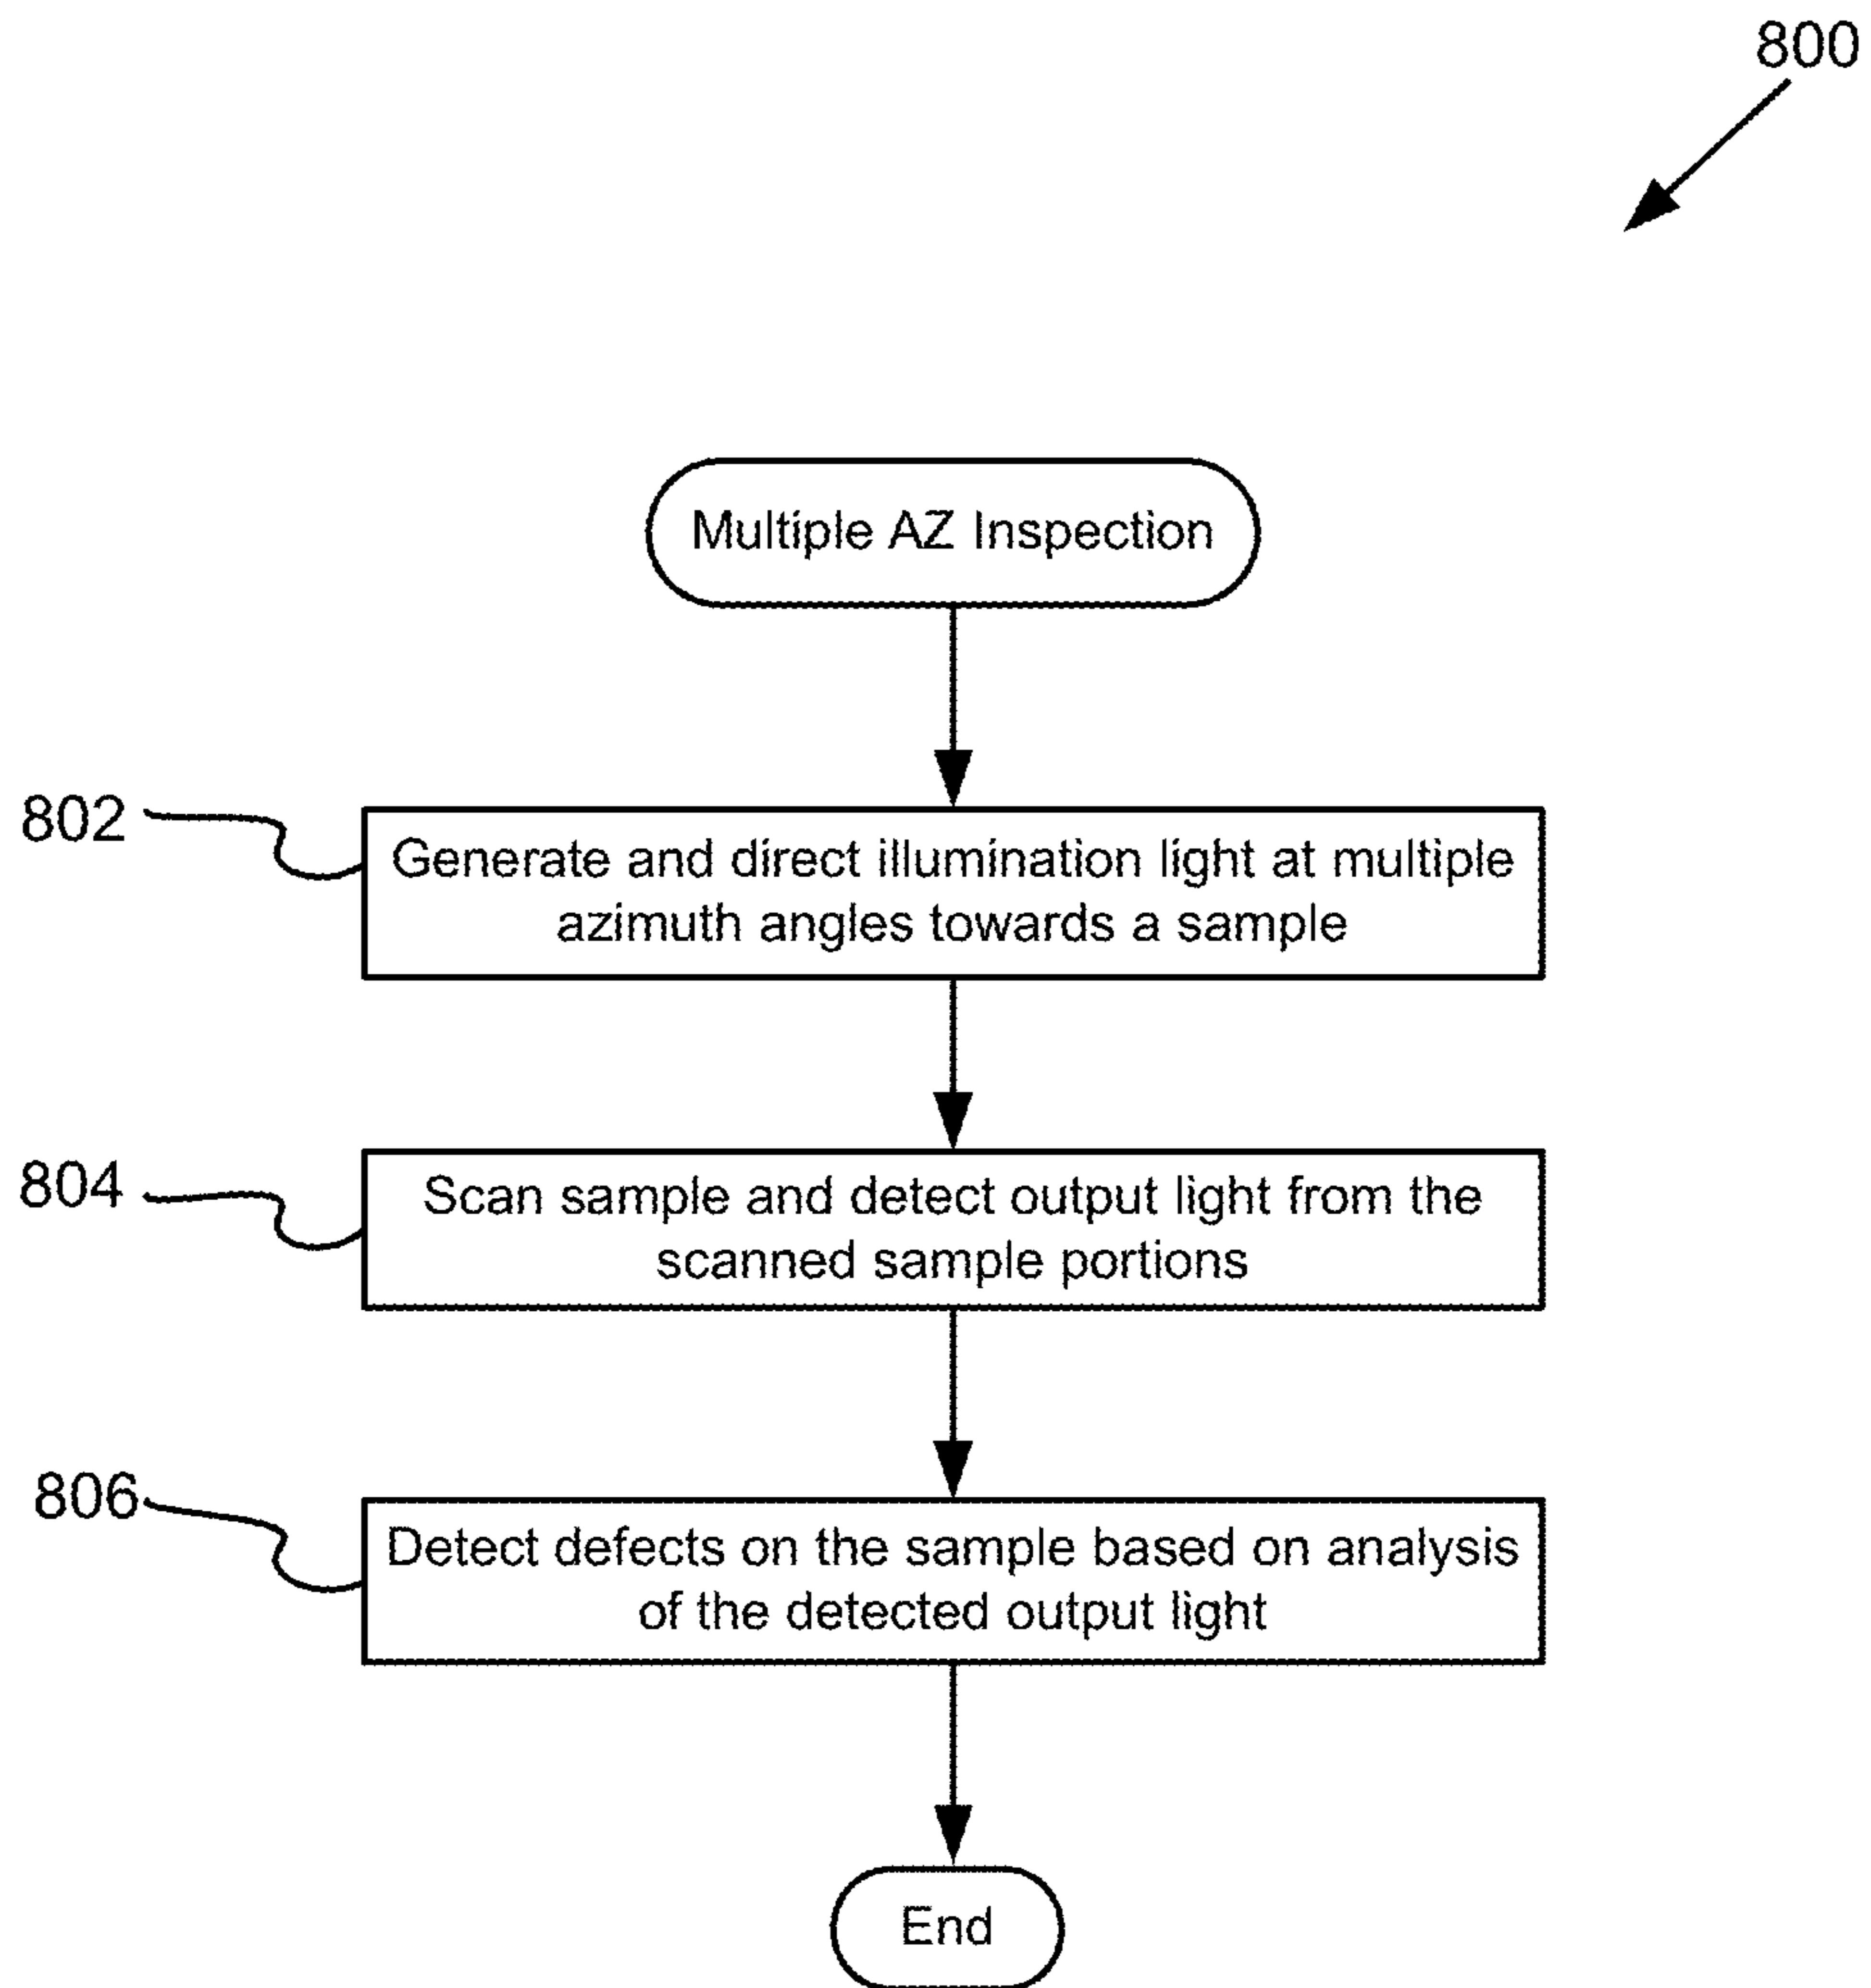 800
Multiple AZ Inspection
802
Generate and direct illumination light at multiple
azimuth angles towards a sample
804
Scan sample and detect output light from the
scanned sample portions
806
Detect defects on the sample based on analysis
of the detected output light
End